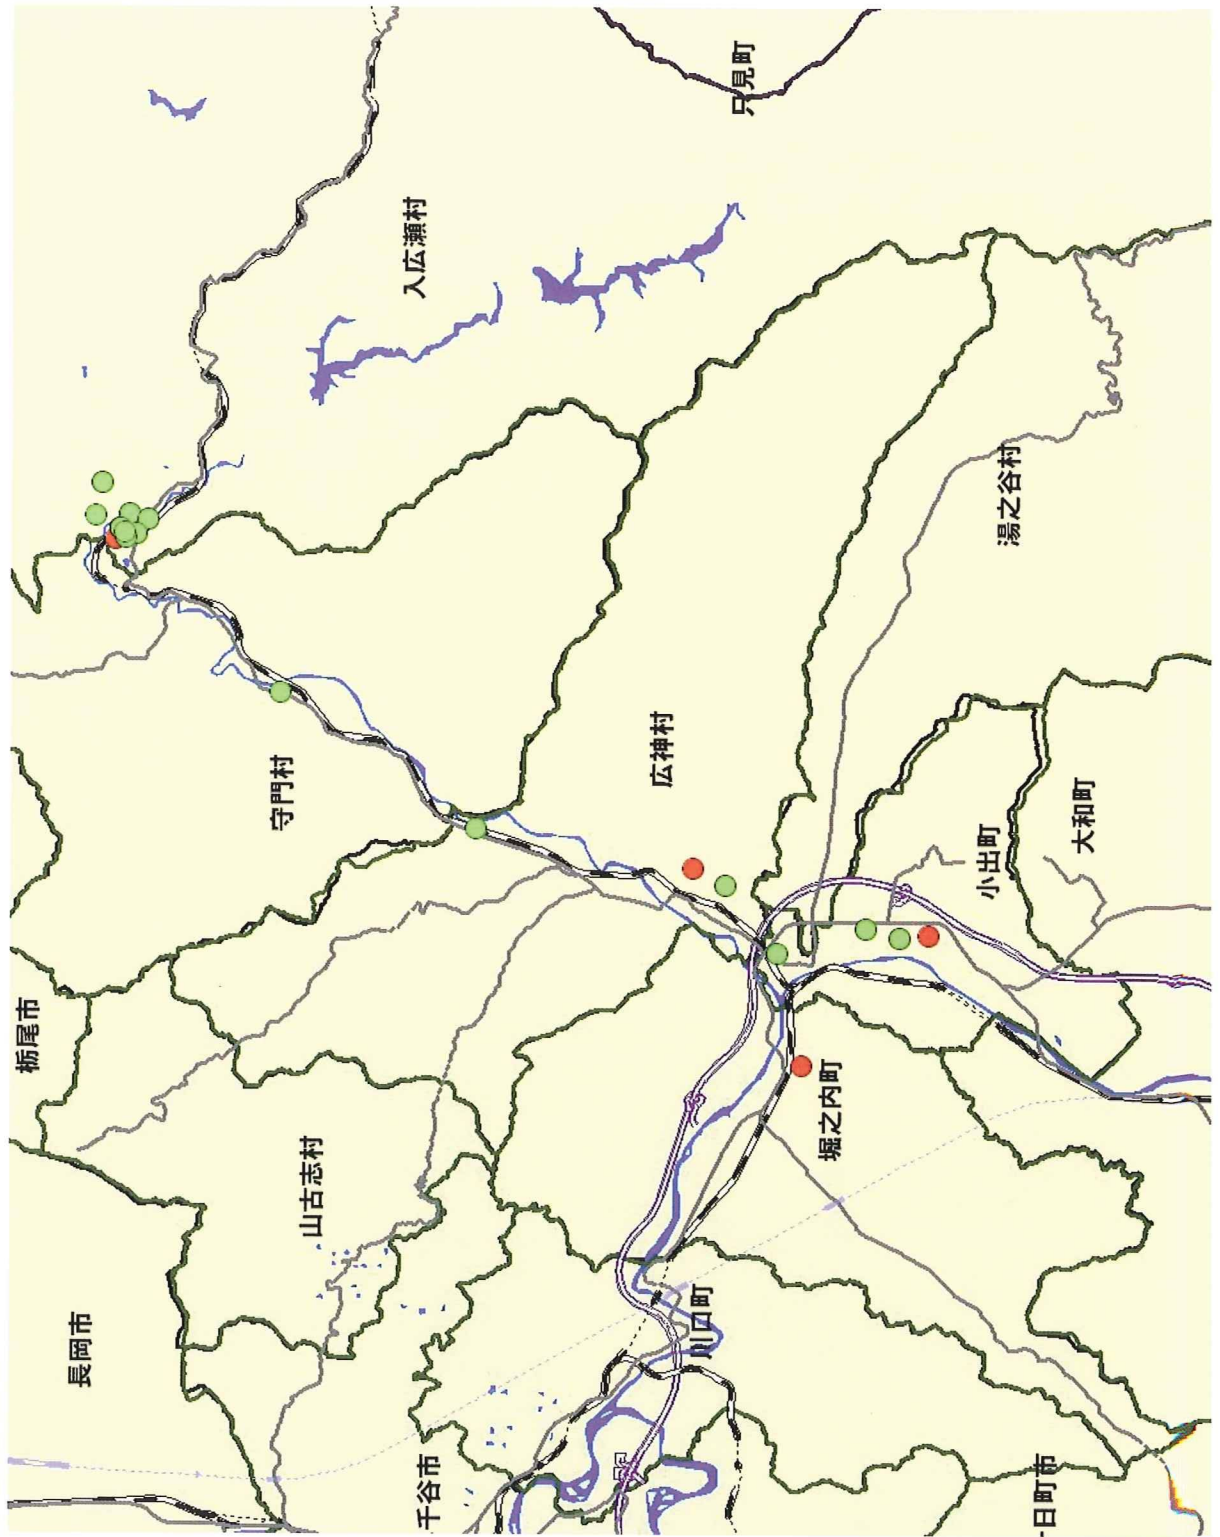 只見町
入広瀬村
湯之谷村
広神村
守門村
大和町
小出町
栃尾市
堀之内町
山古志村
川口町
長岡市
千谷市
日町市